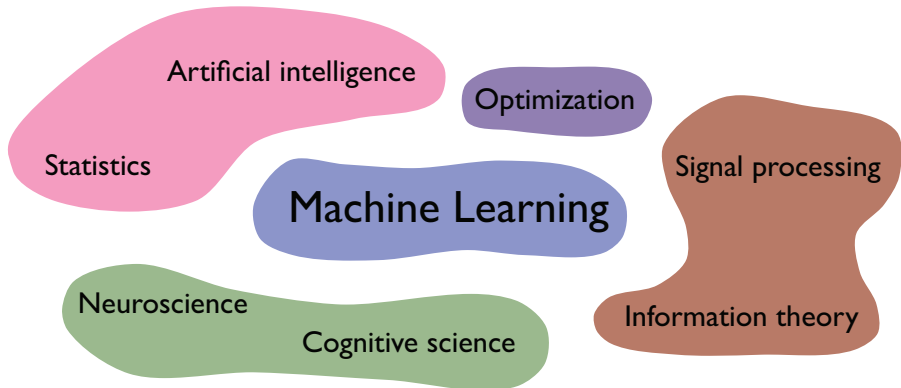 Artificial intelligence
Optimization
Statistics
Signal processing
Machine Learning
Neuroscience
Information theory
Cognitive science